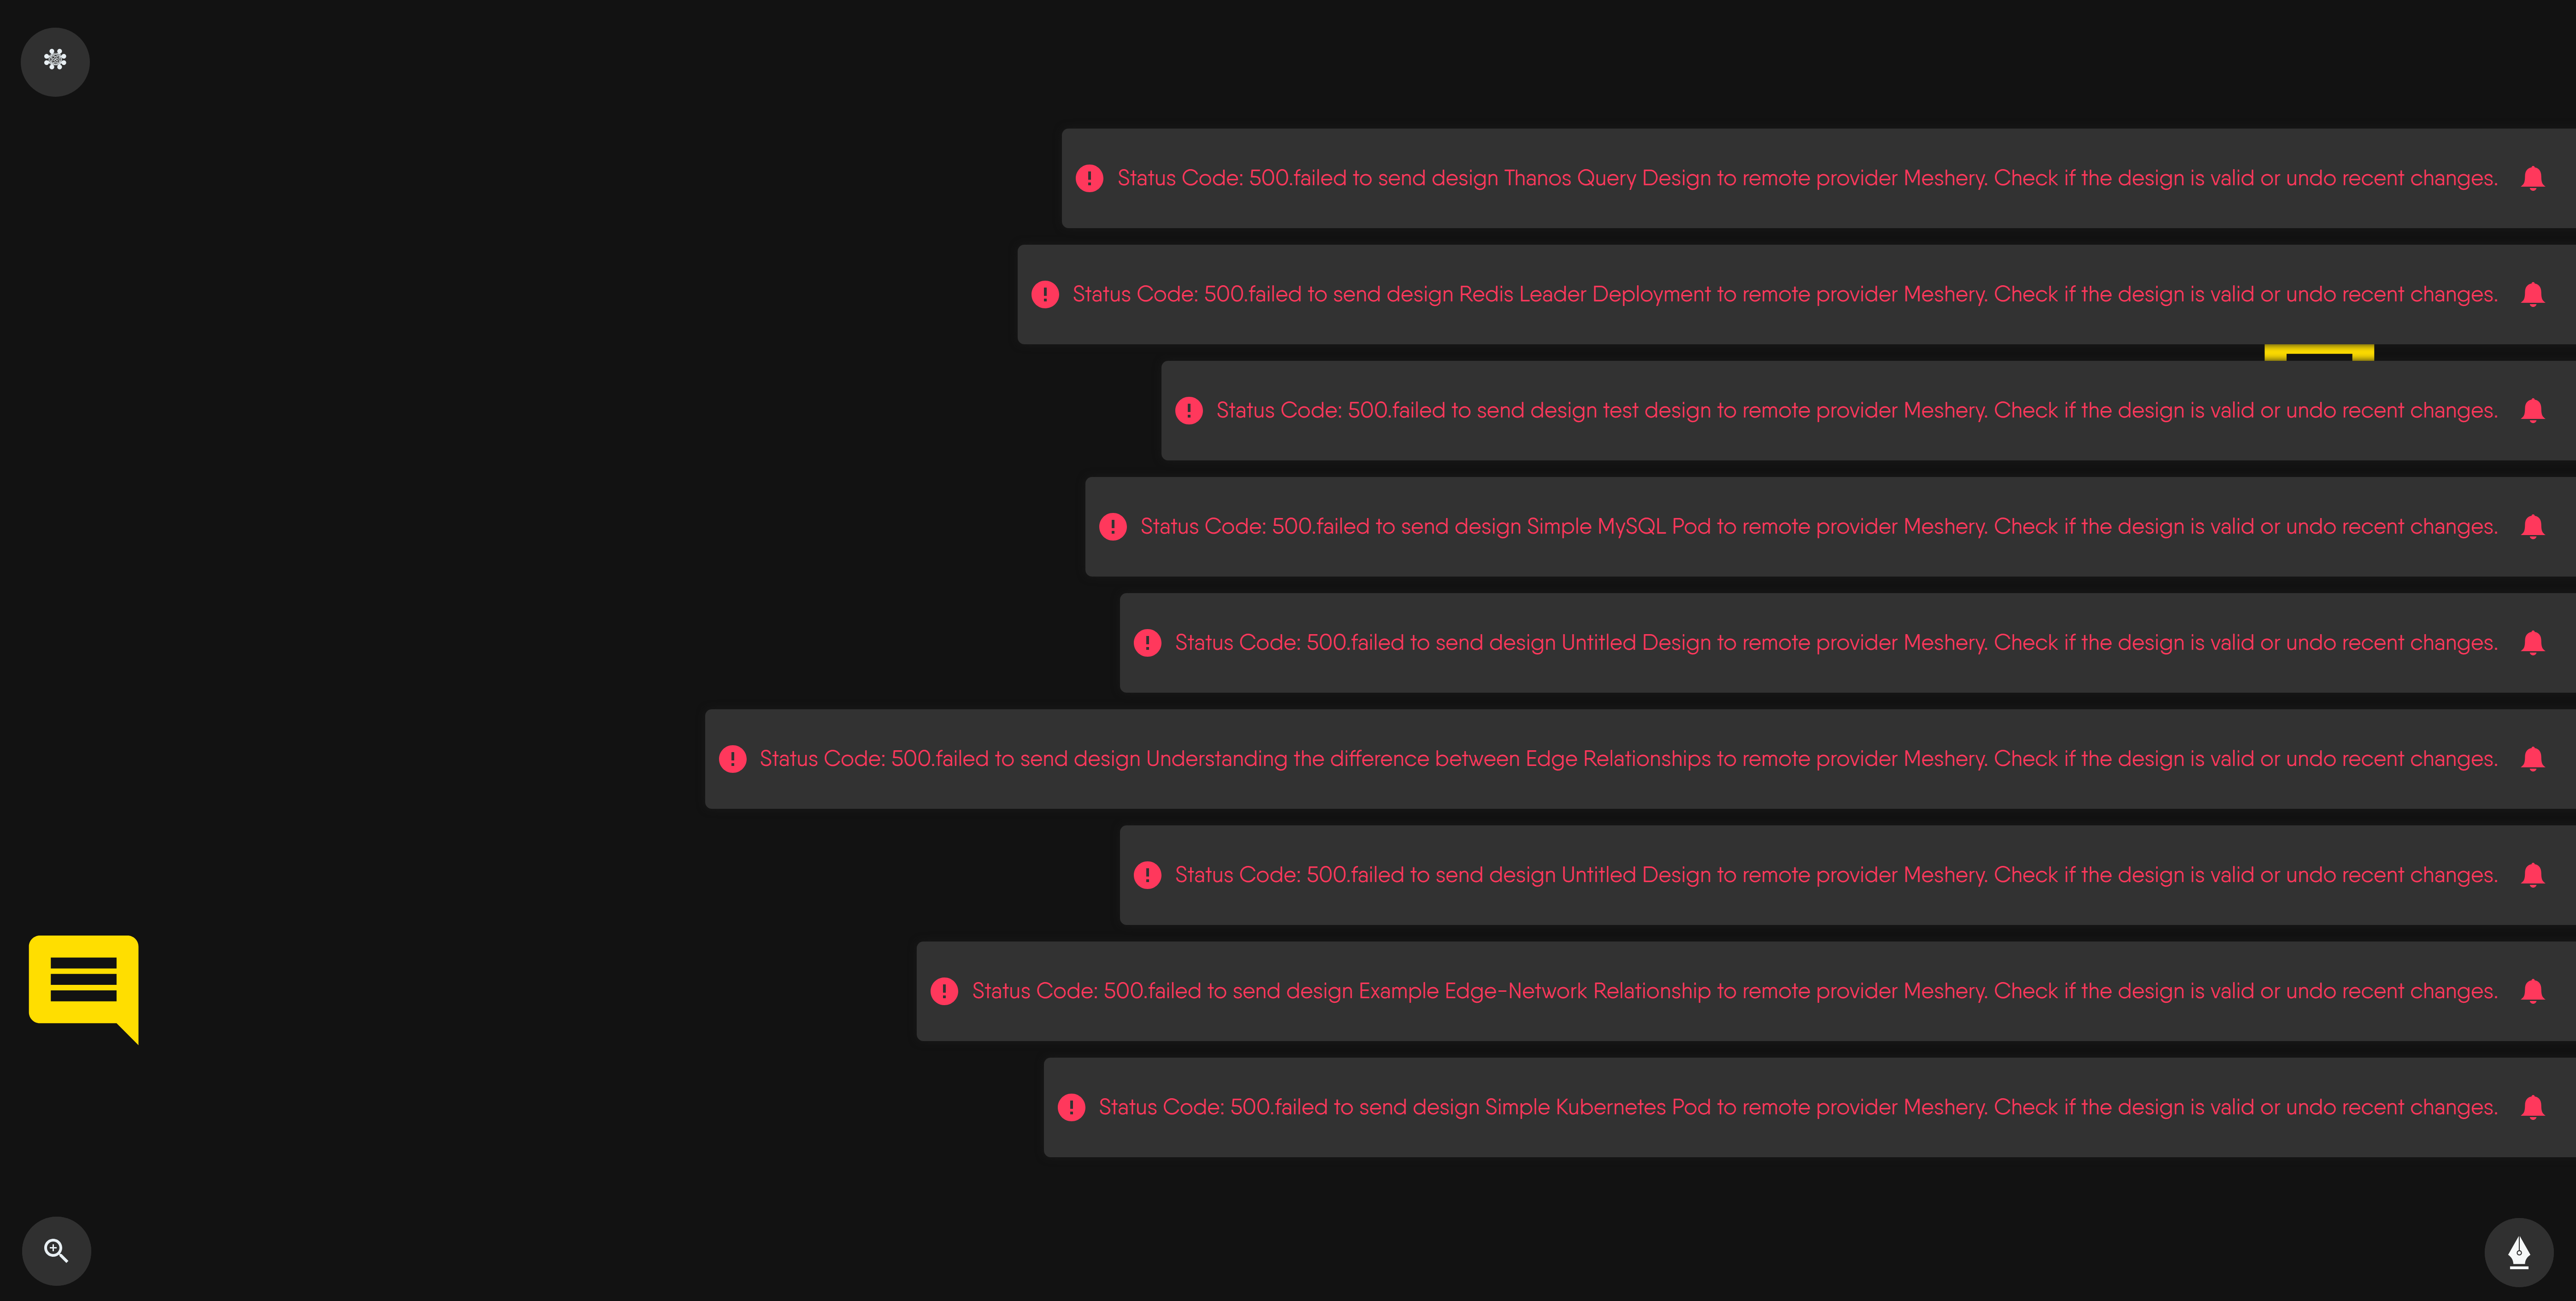 Status Code: 500.failed to send design Thanos Query Design to remote provider Meshery. Check if the design is valid or undo recent changes.
Status Code: 500.failed to send design Redis Leader Deployment to remote provider Meshery. Check if the design is valid or undo recent changes.
Status Code: 500.failed to send design test design to remote provider Meshery. Check if the design is valid or undo recent changes.
Status Code: 500.failed to send design Simple MySQL Pod to remote provider Meshery. Check if the design is valid or undo recent changes.
Status Code: 500.failed to send design Untitled Design to remote provider Meshery. Check if the design is valid or undo recent changes.
Status Code: 500.failed to send design Understanding the difference between Edge Relationships to remote provider Meshery. Check if the design is valid or undo recent changes.
Status Code: 500.failed to send design Untitled Design to remote provider Meshery. Check if the design is valid or undo recent changes.
Status Code: 500.failed to send design Example Edge-Network Relationship to remote provider Meshery. Check if the design is valid or undo recent changes.
Status Code: 500.failed to send design Simple Kubernetes Pod to remote provider Meshery. Check if the design is valid or undo recent changes.